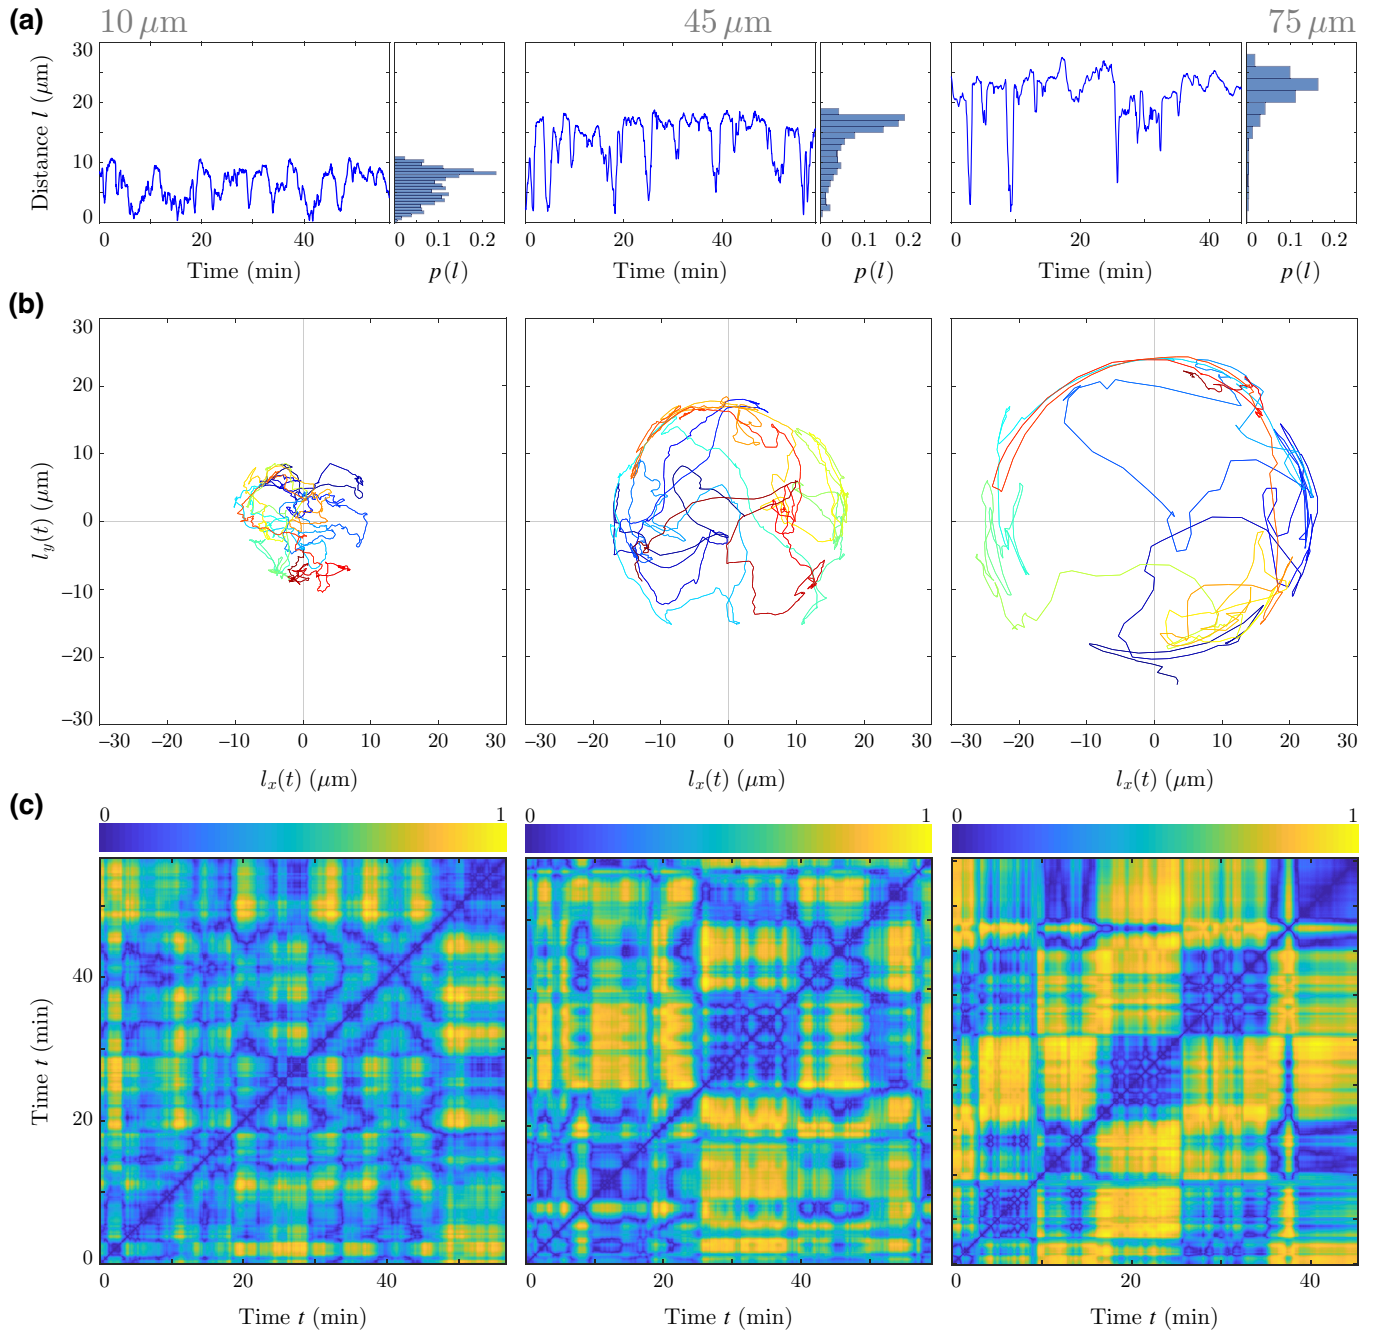 (a) 10 μm 45 μm 75 μm
30
20
10
0
Distance l (μm)
0 20 40 0 0.1 0.2 0 20 40 0 0.1 0.2 0 20 40 0 0.1 0.2
Time (min) p(l) Time (min) p(l) Time (min) p(l)
(b)
30
20
10
0
−10
−20
−30
l_y(t) (μm)
−30 −20 −10 0 10 20 30 −30 −20 −10 0 10 20 30 −30 −20 −10 0 10 20 30
l_x(t) (μm) l_x(t) (μm) l_x(t) (μm)
(c)
0 1 0 1 0 1
40
20
0
Time t (min)
0 20 40 0 20 40 0 20 40
Time t (min) Time t (min) Time t (min)